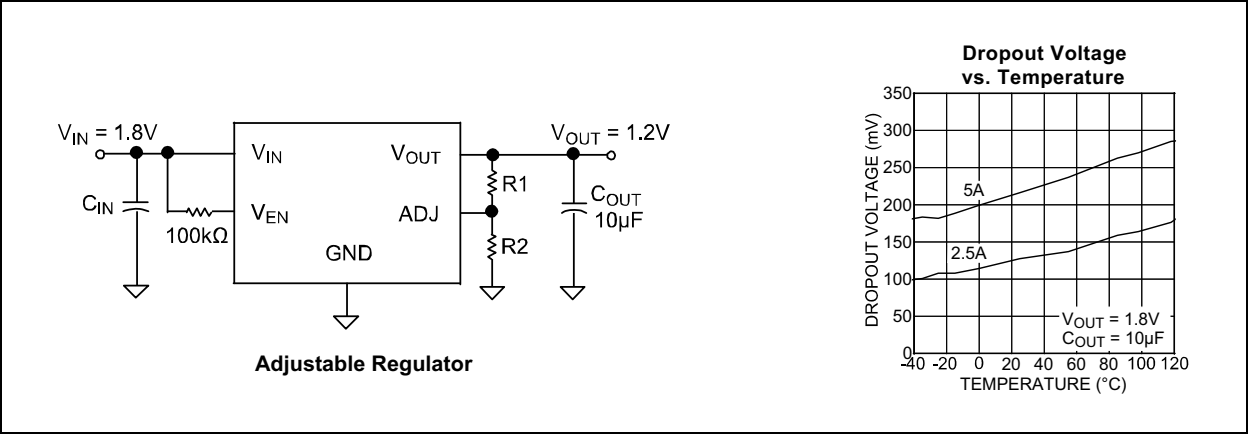 V_IN = 1.8V
V_IN
V_OUT
V_OUT = 1.2V
C_IN
100kΩ
V_EN
ADJ
GND
R1
R2
C_OUT
10µF
Adjustable Regulator
Dropout Voltage
vs. Temperature
DROPOUT VOLTAGE (mV)
350
300
250
200
150
100
50
0
5A
2.5A
V_OUT = 1.8V
C_OUT = 10µF
-40 -20 0 20 40 60 80 100 120
TEMPERATURE (°C)